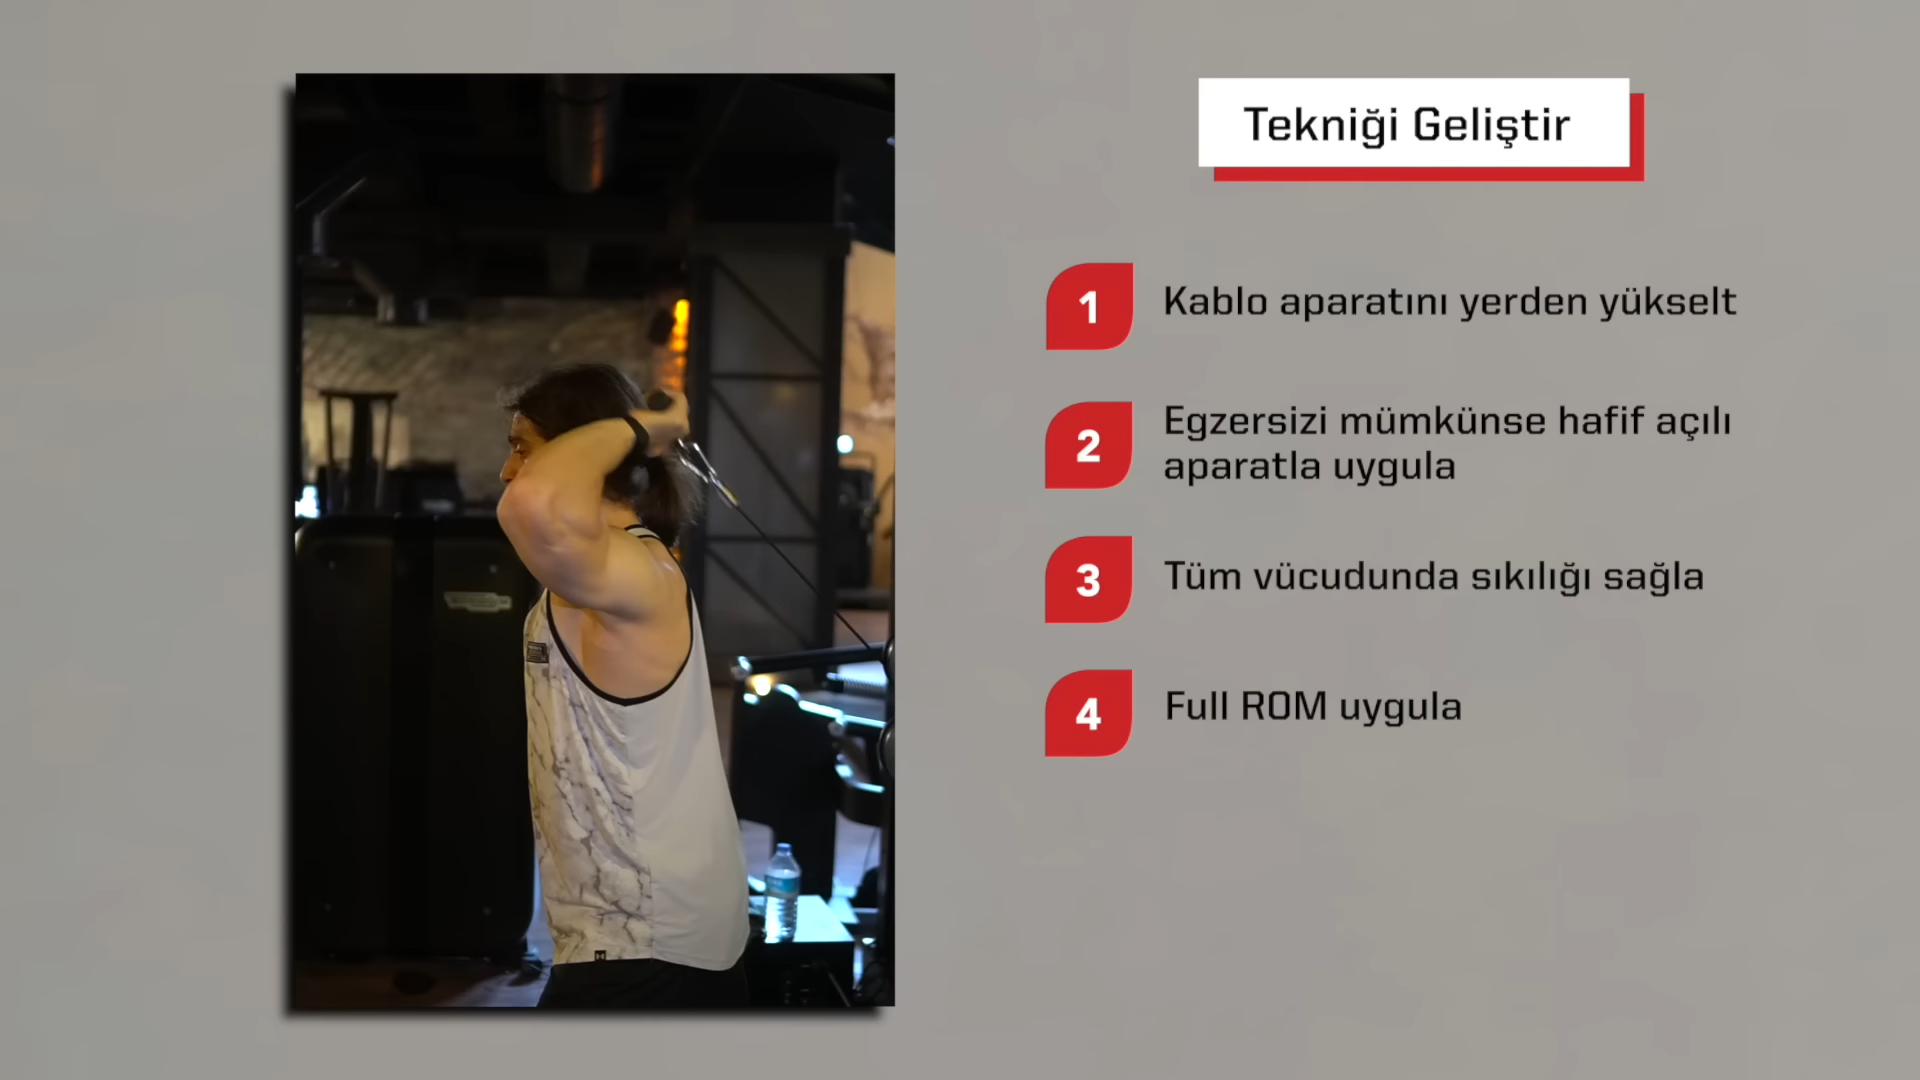 Tekniği Geliştir
1
Kablo aparatını yerden yükselt
2
Egzersizi mümkünse hafif açılı
aparatla uygula
3
Tüm vücudunda sıkılığı sağla
4
Full ROM uygula